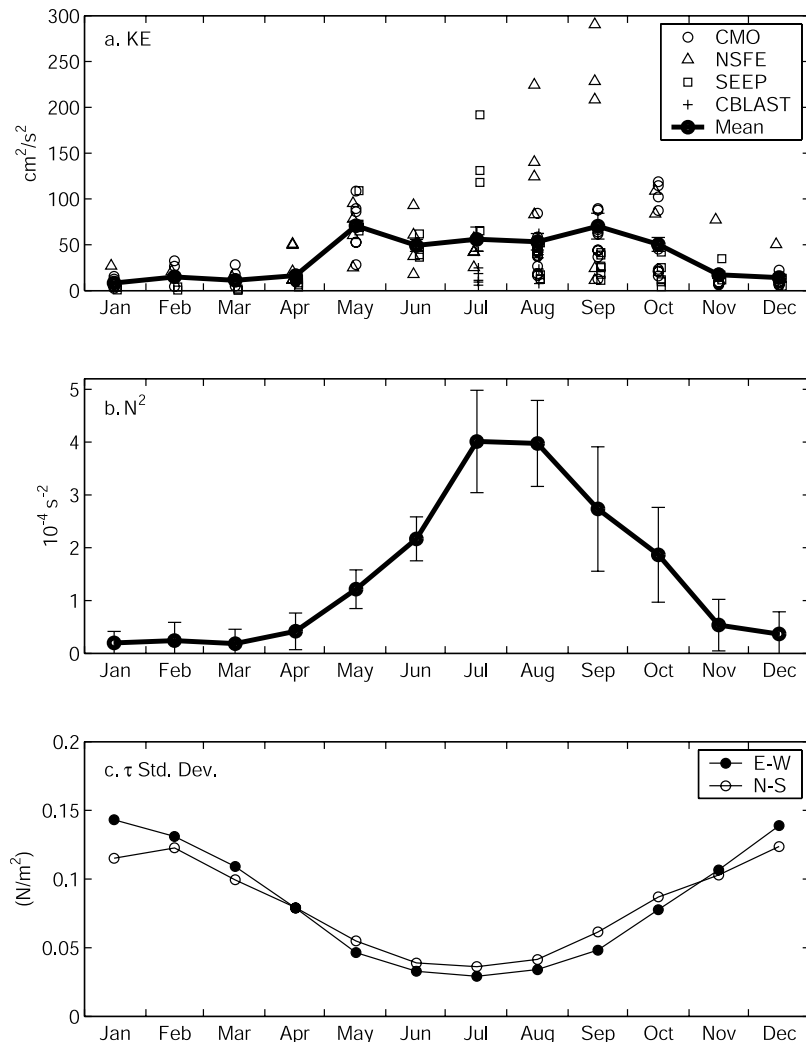 a. KE
CMO
NSFE
SEEP
CBLAST
Mean
cm²/s²
300
250
200
150
100
50
0
Jan Feb Mar Apr May Jun Jul Aug Sep Oct Nov Dec
b. N²
10⁻⁴ s⁻²
5
4
3
2
1
0
Jan Feb Mar Apr May Jun Jul Aug Sep Oct Nov Dec
c. τ Std. Dev.
E-W
N-S
(N/m²)
0.2
0.15
0.1
0.05
0
Jan Feb Mar Apr May Jun Jul Aug Sep Oct Nov Dec